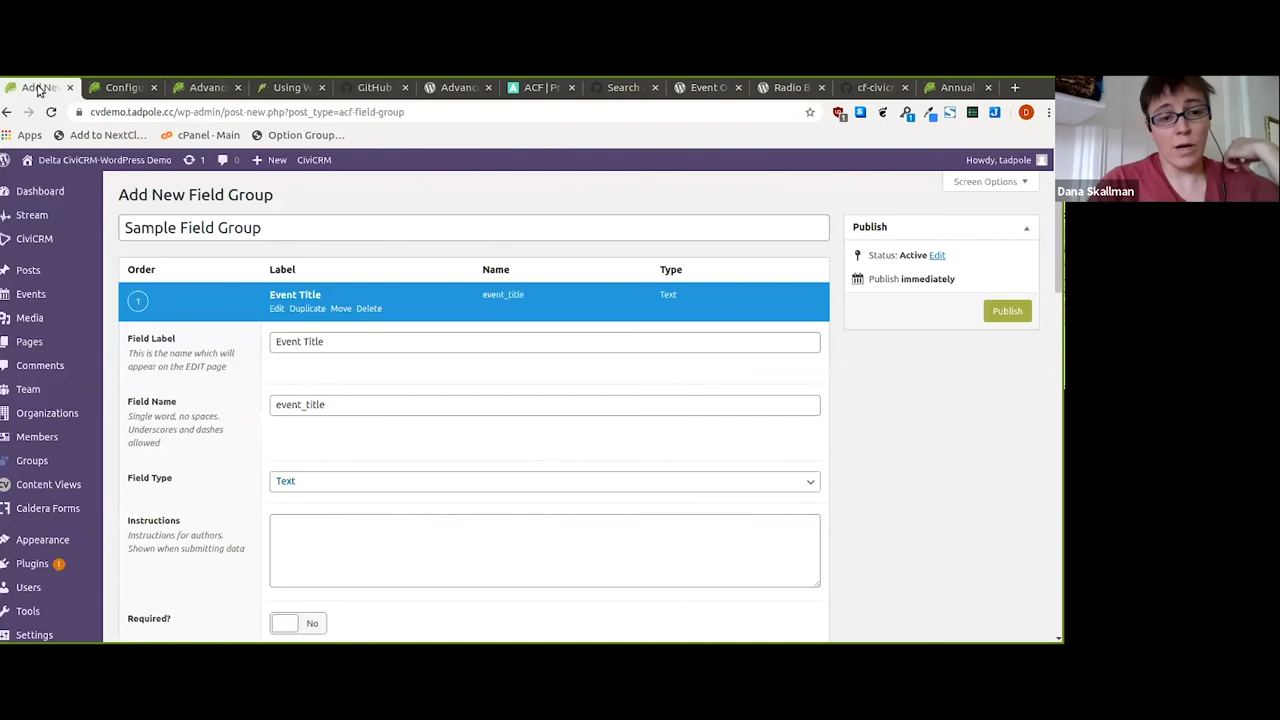 Add New
Configu
Advanc
Using W
GitHub
Advanc
ACF | Pr
Search
Event O
Radio B
cf-civicr
Annual
cvdemo.tadpole.cc/wp-admin/post-new.php?post_type=acf-field-group
Apps
Add to NextCl...
cPanel - Main
Option Group...
Delta CiviCRM-WordPress Demo
1
0
New
CiviCRM
Howdy, tadpole
Dashboard
Stream
CiviCRM
Posts
Events
Media
Pages
Comments
Team
Organizations
Members
Groups
Content Views
Caldera Forms
Appearance
Plugins 1
Users
Tools
Settings
Add New Field Group
Screen Options
Sample Field Group
Order Label Name Type
1 Event Title event_title Text
Edit Duplicate Move Delete
Field Label
This is the name which will
appear on the EDIT page
Event Title
Field Name
Single word, no spaces.
Underscores and dashes
allowed
event_title
Field Type
Text
Instructions
Instructions for authors.
Shown when submitting data
Required?
No
Publish
Status: Active Edit
Publish immediately
Publish
Dana Skallman